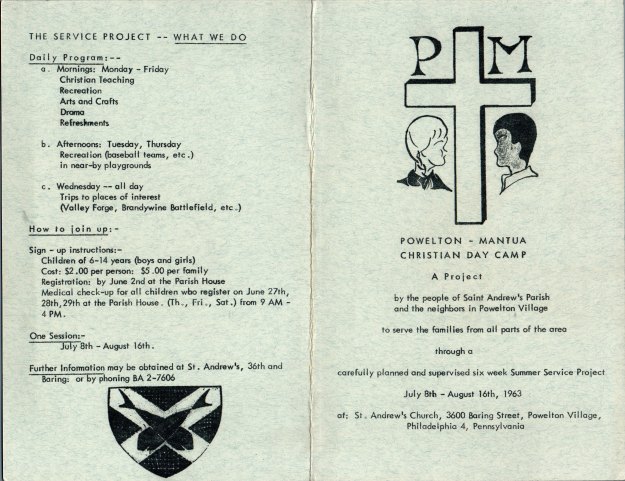 THE SERVICE PROJECT -- WHAT WE DO
Daily Program:--
a. Mornings: Monday - Friday
Christian Teaching
Recreation
Arts and Crafts
Drama
Refreshments
b. Afternoons: Tuesday, Thursday
Recreation (baseball teams, etc.)
in near-by playgrounds
c. Wednesday -- all day
Trips to places of interest
(Valley Forge, Brandywine Battlefield, etc.)
How to join up:-
Sign - up instructions:-
Children of 6-14 years (boys and girls)
Cost: $2.00 per person: $5.00 per family
Registration: by June 2nd at the Parish House
Medical check-up for all children who register on June 27th,
28th, 29th at the Parish House. (Th., Fri., Sat.) from 9 AM -
4 PM.
One Session:-
July 8th - August 16th.
Further Information may be obtained at St. Andrew's, 36th and
Baring: or by phoning BA 2-7606
P M
POWELTON - MANTUA
CHRISTIAN DAY CAMP
A Project
by the people of Saint Andrew's Parish
and the neighbors in Powelton Village
to serve the families from all parts of the area
through a
carefully planned and supervised six week Summer Service Project
July 8th - August 16th, 1963
at: St. Andrew's Church, 3600 Baring Street, Powelton Village,
Philadelphia 4, Pennsylvania